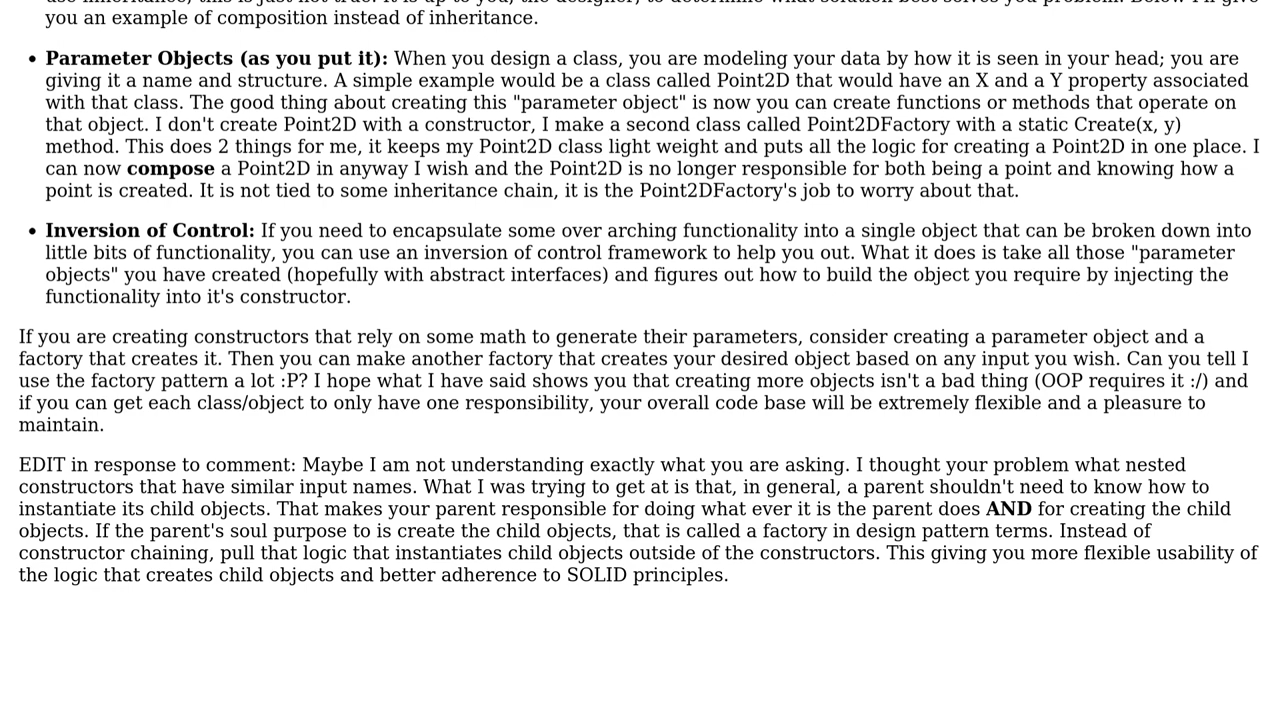 you an example of composition instead of inheritance.
• Parameter Objects (as you put it): When you design a class, you are modeling your data by how it is seen in your head; you are
giving it a name and structure. A simple example would be a class called Point2D that would have an X and a Y property associated
with that class. The good thing about creating this "parameter object" is now you can create functions or methods that operate on
that object. I don't create Point2D with a constructor, I make a second class called Point2DFactory with a static Create(x, y)
method. This does 2 things for me, it keeps my Point2D class light weight and puts all the logic for creating a Point2D in one place. I
can now compose a Point2D in anyway I wish and the Point2D is no longer responsible for both being a point and knowing how a
point is created. It is not tied to some inheritance chain, it is the Point2DFactory's job to worry about that.
• Inversion of Control: If you need to encapsulate some over arching functionality into a single object that can be broken down into
little bits of functionality, you can use an inversion of control framework to help you out. What it does is take all those "parameter
objects" you have created (hopefully with abstract interfaces) and figures out how to build the object you require by injecting the
functionality into it's constructor.
If you are creating constructors that rely on some math to generate their parameters, consider creating a parameter object and a
factory that creates it. Then you can make another factory that creates your desired object based on any input you wish. Can you tell I
use the factory pattern a lot :P? I hope what I have said shows you that creating more objects isn't a bad thing (OOP requires it :/) and
if you can get each class/object to only have one responsibility, your overall code base will be extremely flexible and a pleasure to
maintain.
EDIT in response to comment: Maybe I am not understanding exactly what you are asking. I thought your problem what nested
constructors that have similar input names. What I was trying to get at is that, in general, a parent shouldn't need to know how to
instantiate its child objects. That makes your parent responsible for doing what ever it is the parent does AND for creating the child
objects. If the parent's soul purpose to is create the child objects, that is called a factory in design pattern terms. Instead of
constructor chaining, pull that logic that instantiates child objects outside of the constructors. This giving you more flexible usability of
the logic that creates child objects and better adherence to SOLID principles.